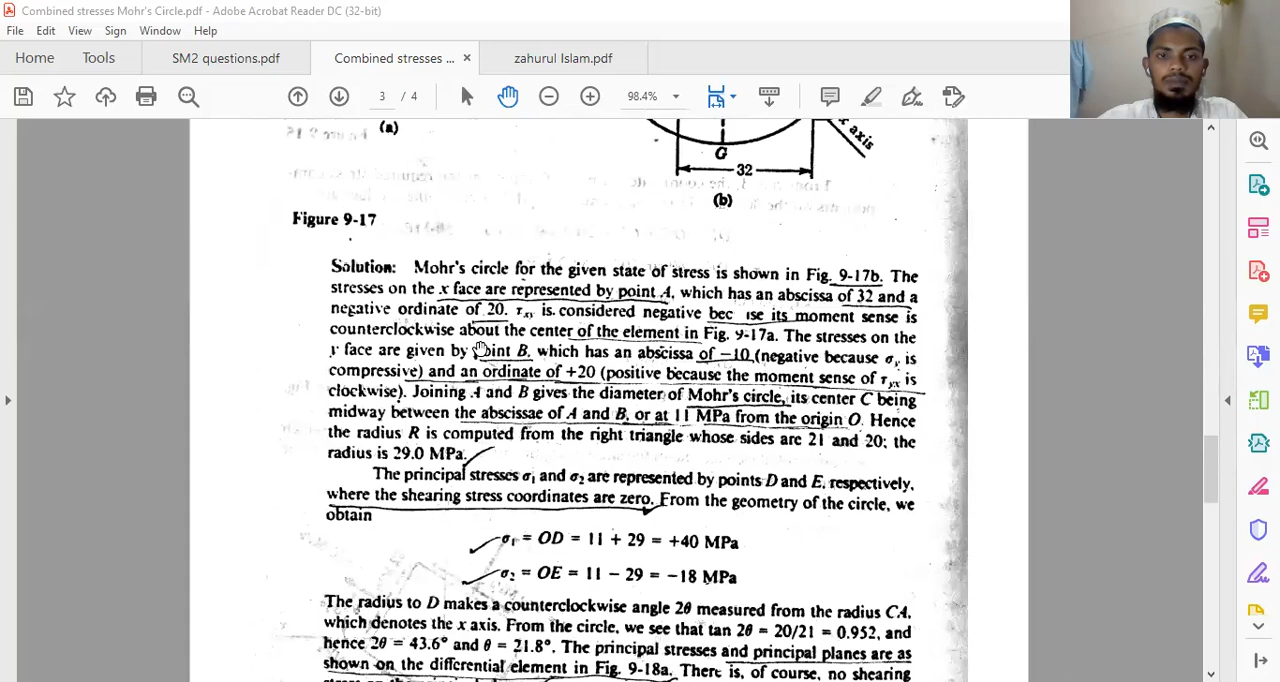 Combined stresses Mohr's Circle.pdf - Adobe Acrobat Reader DC (32-bit)
File Edit View Sign Window Help
Home Tools SM2 questions.pdf Combined stresses ... × zahurul Islam.pdf
3 / 4 98.4%
(a)
x axis
G
32
(b)
Figure 9-17
Solution: Mohr's circle for the given state of stress is shown in Fig. 9-17b. The
stresses on the x face are represented by point A, which has an abscissa of 32 and a
negative ordinate of 20. τxy is considered negative bec use its moment sense is
counterclockwise about the center of the element in Fig. 9-17a. The stresses on the
y face are given by point B, which has an abscissa of −10 (negative because σy is
compressive) and an ordinate of +20 (positive because the moment sense of τyx is
clockwise). Joining A and B gives the diameter of Mohr's circle, its center C being
midway between the abscissae of A and B, or at 11 MPa from the origin O. Hence
the radius R is computed from the right triangle whose sides are 21 and 20; the
radius is 29.0 MPa.
The principal stresses σ1 and σ2 are represented by points D and E, respectively,
where the shearing stress coordinates are zero. From the geometry of the circle, we
obtain
σ1 = OD = 11 + 29 = +40 MPa
σ2 = OE = 11 − 29 = −18 MPa
The radius to D makes a counterclockwise angle 2θ measured from the radius CA,
which denotes the x axis. From the circle, we see that tan 2θ = 20/21 = 0.952, and
hence 2θ = 43.6° and θ = 21.8°. The principal stresses and principal planes are as
shown on the differential element in Fig. 9-18a. There is, of course, no shearing